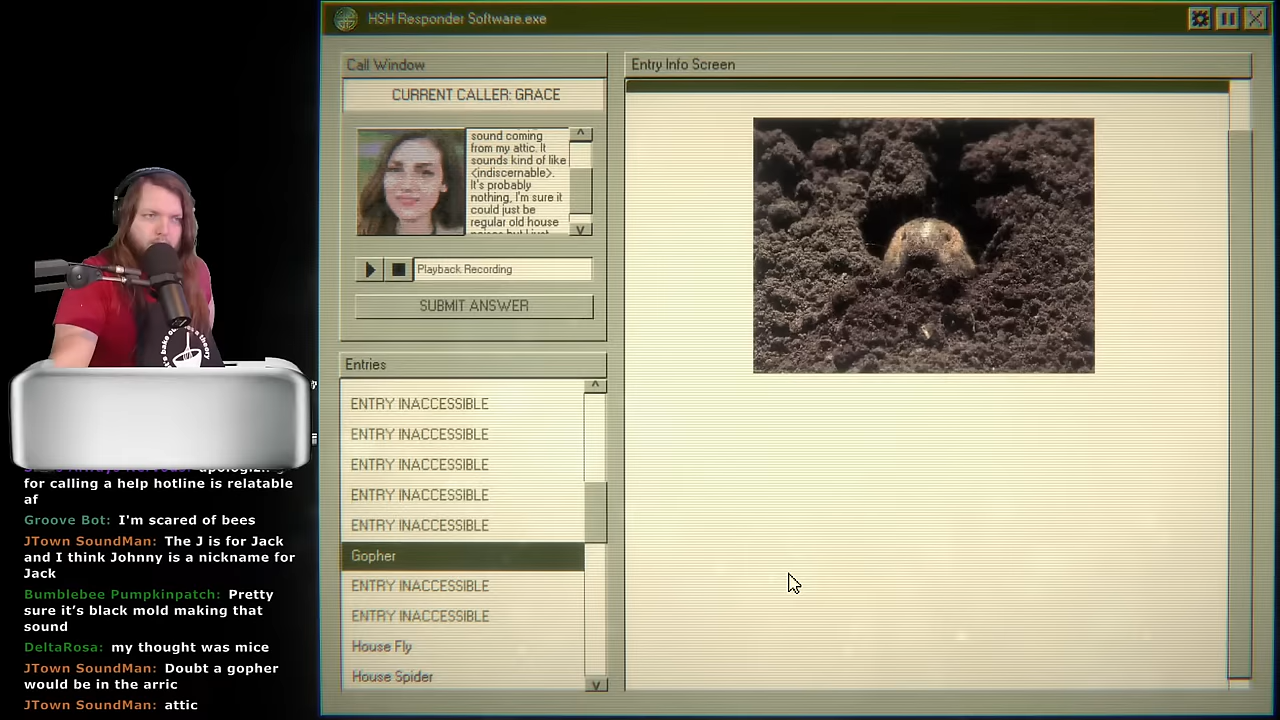 HSH Responder Software.exe
Call Window
CURRENT CALLER: GRACE
sound coming
from my attic. It
sounds kind of like
<indiscernable>.
It's probably
nothing, I'm sure it
could just be
regular old house
Playback Recording
SUBMIT ANSWER
Entries
ENTRY INACCESSIBLE
ENTRY INACCESSIBLE
ENTRY INACCESSIBLE
ENTRY INACCESSIBLE
ENTRY INACCESSIBLE
Gopher
ENTRY INACCESSIBLE
ENTRY INACCESSIBLE
House Fly
House Spider
Entry Info Screen
for calling a help hotline is relatable
af
Groove Bot: I'm scared of bees
JTown SoundMan: The J is for Jack
and I think Johnny is a nickname for
Jack
Bumblebee Pumpkinpatch: Pretty
sure it's black mold making that
sound
DeltaRosa: my thought was mice
JTown SoundMan: Doubt a gopher
would be in the arric
JTown SoundMan: attic